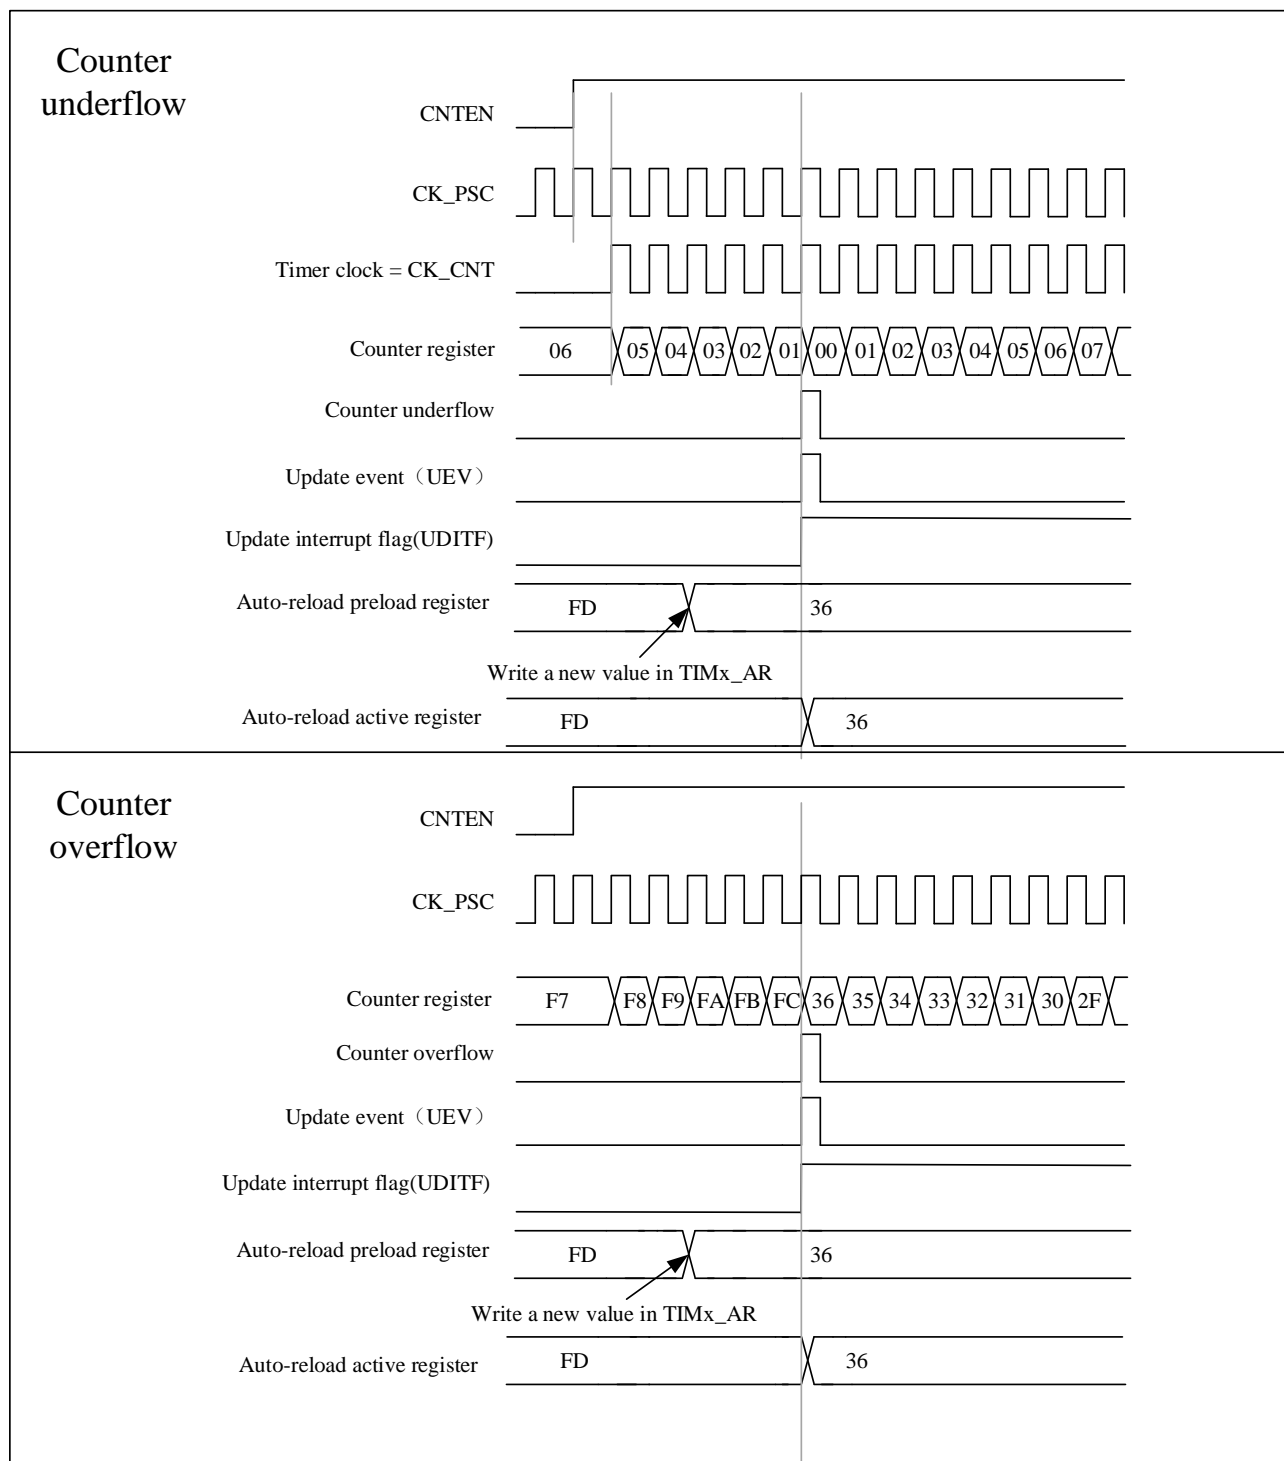 Counter
underflow
CNTEN
CK_PSC
Timer clock = CK_CNT
Counter register 06 05 04 03 02 01 00 01 02 03 04 05 06 07
Counter underflow
Update event（UEV）
Update interrupt flag(UDITF)
Auto-reload preload register FD 36
Write a new value in TIMx_AR
Auto-reload active register FD 36
Counter
overflow
CNTEN
CK_PSC
Counter register F7 F8 F9 FA FB FC 36 35 34 33 32 31 30 2F
Counter overflow
Update event（UEV）
Update interrupt flag(UDITF)
Auto-reload preload register FD 36
Write a new value in TIMx_AR
Auto-reload active register FD 36